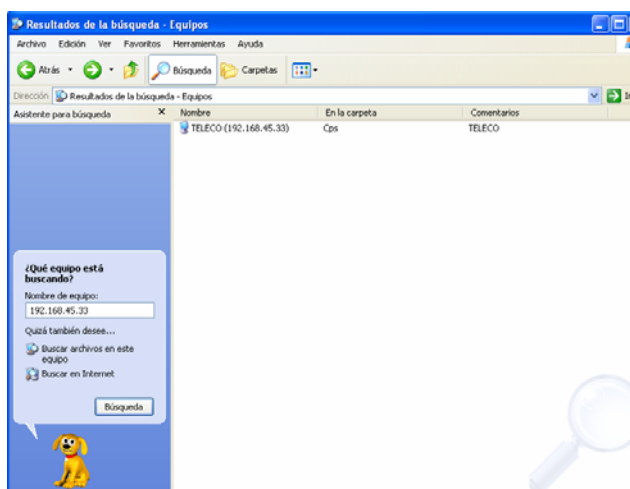 Resultados de la búsqueda - Equipos
Archivo Edición Ver Favoritos Herramientas Ayuda
Atrás Búsqueda Carpetas
Dirección Resultados de la búsqueda - Equipos
Asistente para búsqueda Nombre En la carpeta Comentarios
TELECO (192.168.45.33) Cps TELECO
¿Qué equipo está
buscando?
Nombre de equipo:
192.168.45.33
Quizá también desee...
Buscar archivos en este
equipo
Buscar en Internet
Búsqueda